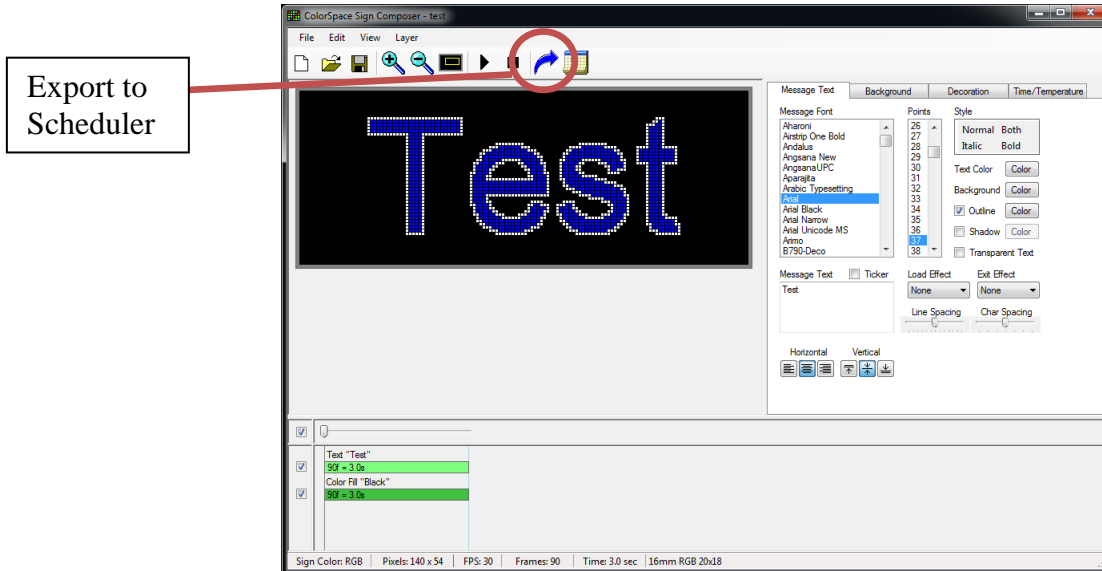 Export to
Scheduler
ColorSpace Sign Composer - test
File Edit View Layer
Test
Message Text Background Decoration Time/Temperature
Message Font Points Style
Aharoni
Airstrip One Bold
Andalus
Angsana New
AngsanaUPC
Aparajita
Arabic Typesetting
Arial
Arial Black
Arial Narrow
Arial Unicode MS
Arimo
B790-Deco
26
27
28
29
30
31
32
33
34
35
36
37
38
Normal Both
Italic Bold
Text Color Color
Background Color
Outline Color
Shadow Color
Transparent Text
Message Text Ticker Load Effect Exit Effect
Test None None
Line Spacing Char Spacing
Horizontal Vertical
Text "Test"
90f = 3.0s
Color Fill "Black"
90f = 3.0s
Sign Color: RGB Pixels: 140 x 54 FPS: 30 Frames: 90 Time: 3.0 sec 16mm RGB 20x18